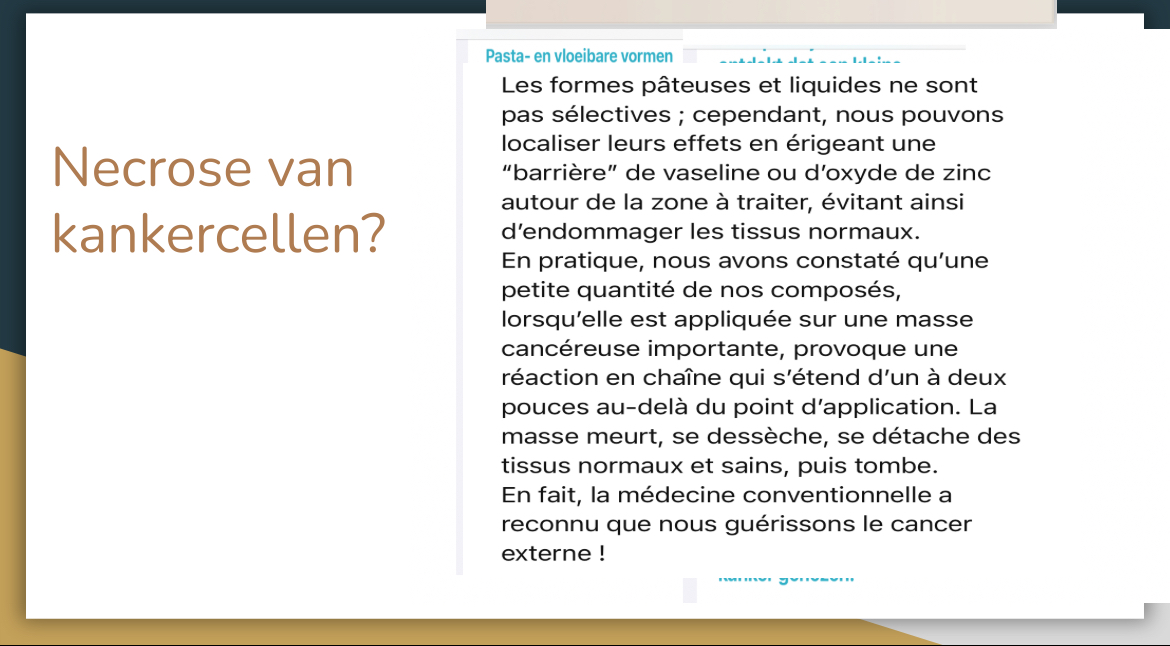 Necrose van
kankercellen?
Pasta- en vloeibare vormen
Les formes pâteuses et liquides ne sont
pas sélectives ; cependant, nous pouvons
localiser leurs effets en érigeant une
“barrière” de vaseline ou d’oxyde de zinc
autour de la zone à traiter, évitant ainsi
d’endommager les tissus normaux.
En pratique, nous avons constaté qu’une
petite quantité de nos composés,
lorsqu’elle est appliquée sur une masse
cancéreuse importante, provoque une
réaction en chaîne qui s’étend d’un à deux
pouces au-delà du point d’application. La
masse meurt, se dessèche, se détache des
tissus normaux et sains, puis tombe.
En fait, la médecine conventionnelle a
reconnu que nous guérissons le cancer
externe !